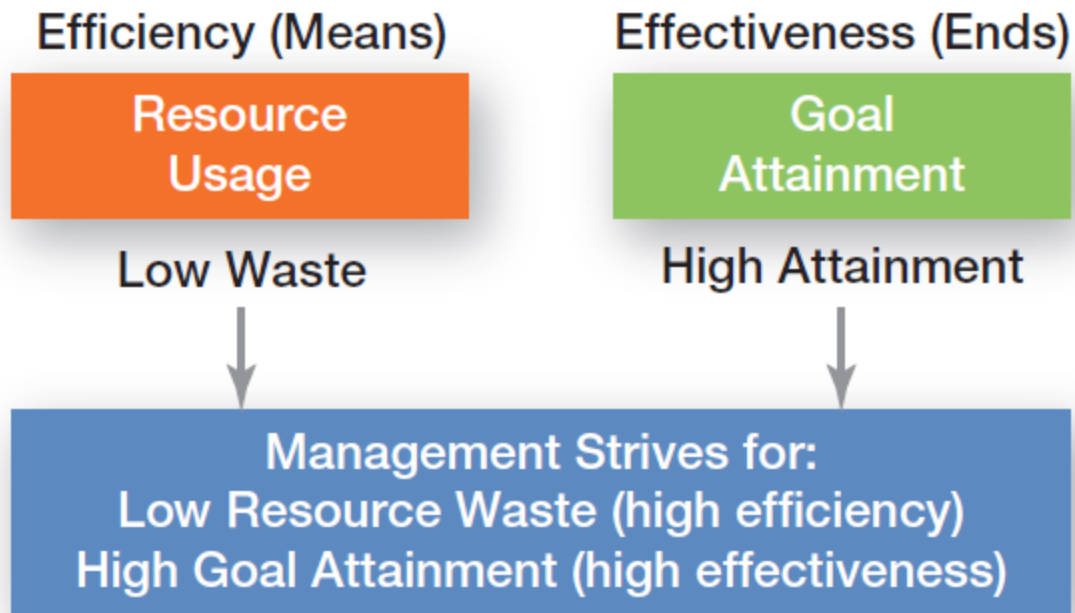 Efficiency (Means)
Resource
Usage
Low Waste
Effectiveness (Ends)
Goal
Attainment
High Attainment
Management Strives for:
Low Resource Waste (high efficiency)
High Goal Attainment (high effectiveness)